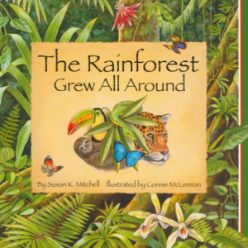 The Rainforest
Grew All Around
By Susan K. Mitchell Illustrated by Connie McLennan